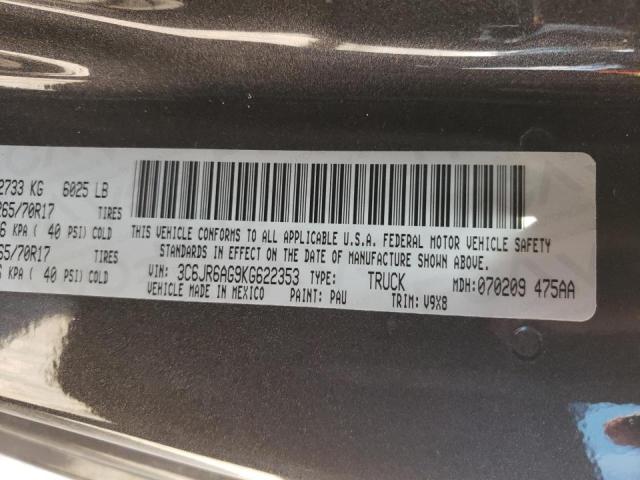 2733 KG 6025 LB
265/70R17 TIRES
KPA ( 40 PSI) COLD
65/70R17 TIRES
KPA ( 40 PSI) COLD
THIS VEHICLE CONFORMS TO ALL APPLICABLE U.S.A. FEDERAL MOTOR VEHICLE SAFETY
STANDARDS IN EFFECT ON THE DATE OF MANUFACTURE SHOWN ABOVE.
VIN: 3C6JR6AG9KG622353 TYPE: TRUCK MDH: 070209 475AA
VEHICLE MADE IN MEXICO PAINT: PAU TRIM: V9X8